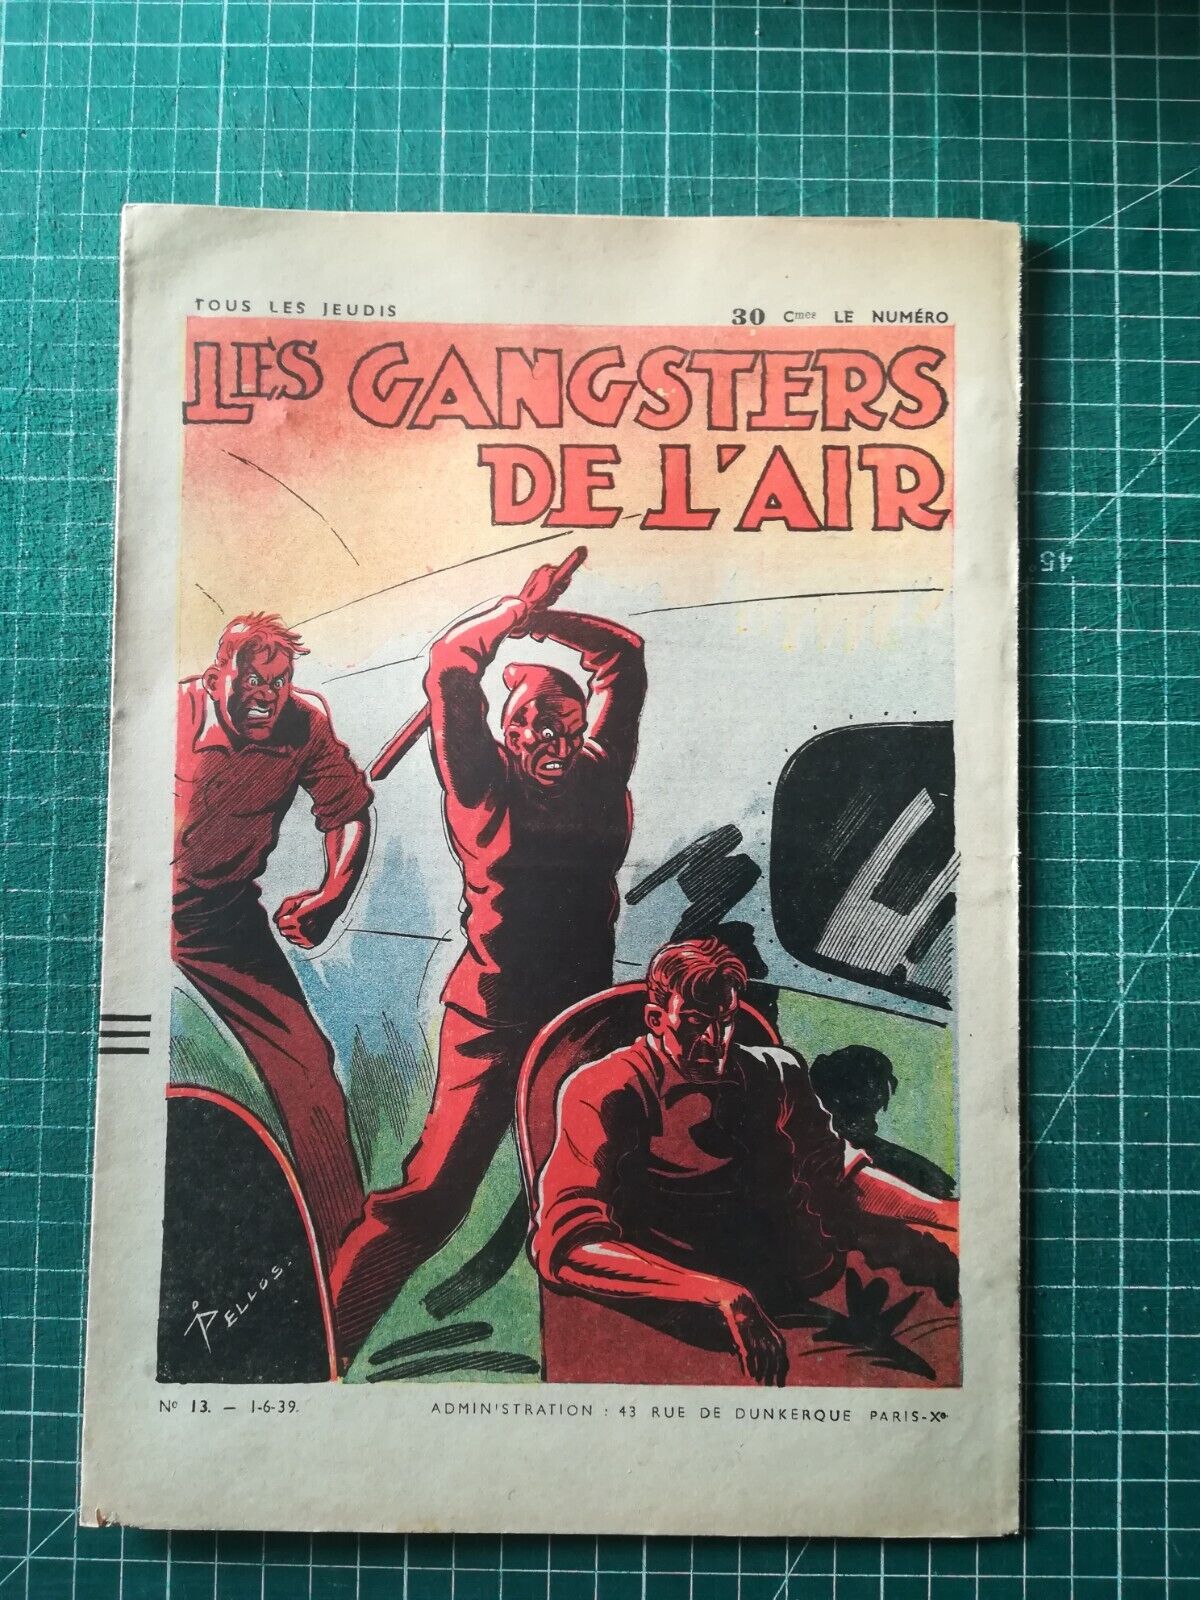 TOUS LES JEUDIS
30 Cmes LE NUMÉRO
LES GANGSTERS
DE L'AIR
PELLOS.
No 13. — 1-6-39.
ADMINISTRATION : 43 RUE DE DUNKERQUE PARIS-Xe
45°